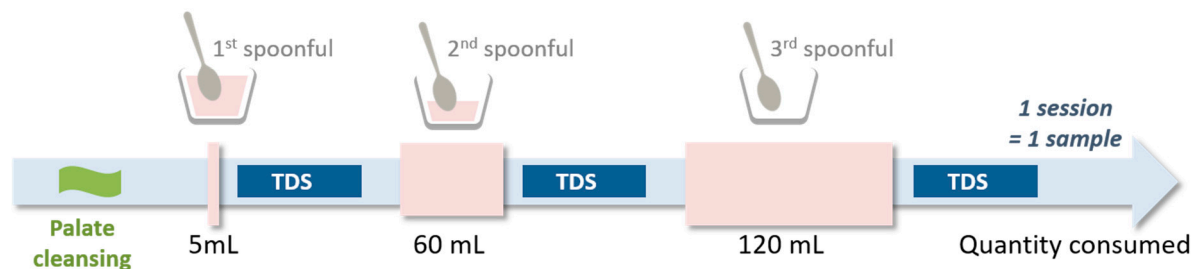 1st spoonful
2nd spoonful
3rd spoonful
1 session
= 1 sample
TDS
TDS
TDS
Palate
cleansing
5mL
60 mL
120 mL
Quantity consumed